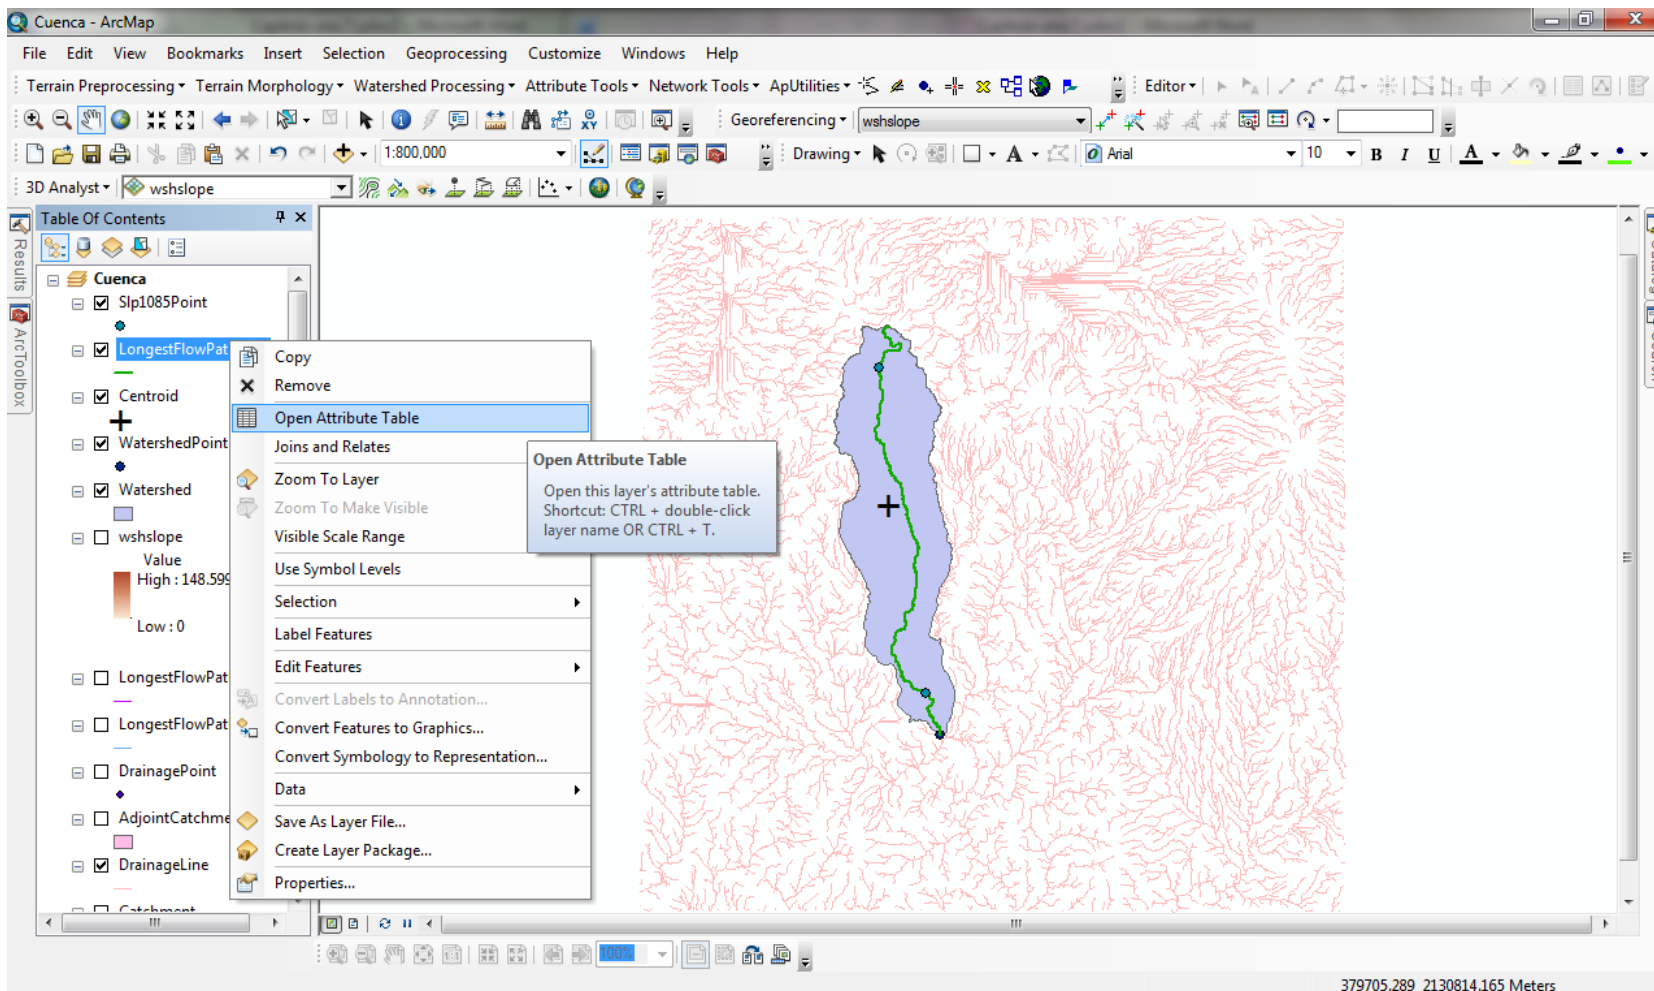 Cuenca - ArcMap
File Edit View Bookmarks Insert Selection Geoprocessing Customize Windows Help
Terrain Preprocessing Terrain Morphology Watershed Processing Attribute Tools Network Tools ApUtilities Editor
Georeferencing wshslope
1:800,000 Drawing A Arial 10 B I U A
3D Analyst wshslope
Table Of Contents
Results
ArcToolbox
Cuenca
Slp1085Point
LongestFlowPat
Centroid
WatershedPoint
Watershed
wshslope
Value
High : 148.599
Low : 0
LongestFlowPat
LongestFlowPat
DrainagePoint
AdjointCatchme
DrainageLine
Catchment
Copy
Remove
Open Attribute Table
Joins and Relates
Zoom To Layer
Zoom To Make Visible
Visible Scale Range
Use Symbol Levels
Selection
Label Features
Edit Features
Convert Labels to Annotation...
Convert Features to Graphics...
Convert Symbology to Representation...
Data
Save As Layer File...
Create Layer Package...
Properties...
Open Attribute Table
Open this layer's attribute table.
Shortcut: CTRL + double-click
layer name OR CTRL + T.
100%
379705.289 2130814.165 Meters